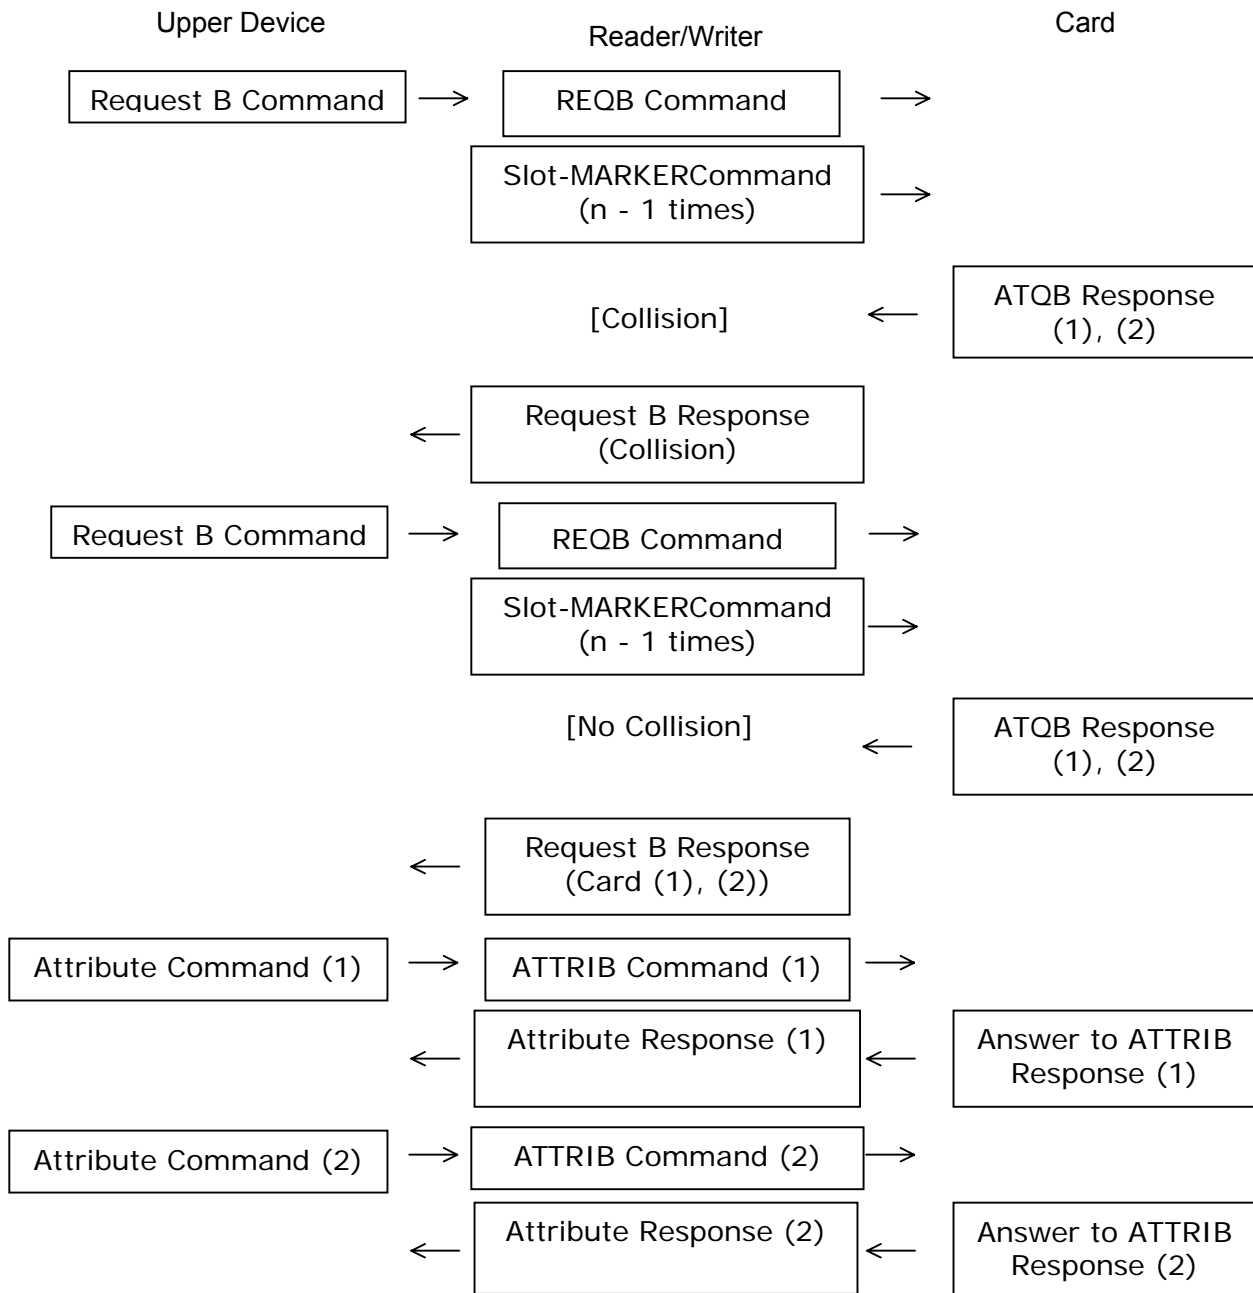 Upper Device
Reader/Writer
Card
Request B Command
REQB Command
Slot-MARKERCommand
(n - 1 times)
[Collision]
ATQB Response
(1), (2)
Request B Response
(Collision)
Request B Command
REQB Command
Slot-MARKERCommand
(n - 1 times)
[No Collision]
ATQB Response
(1), (2)
Request B Response
(Card (1), (2))
Attribute Command (1)
ATTRIB Command (1)
Attribute Response (1)
Answer to ATTRIB
Response (1)
Attribute Command (2)
ATTRIB Command (2)
Attribute Response (2)
Answer to ATTRIB
Response (2)